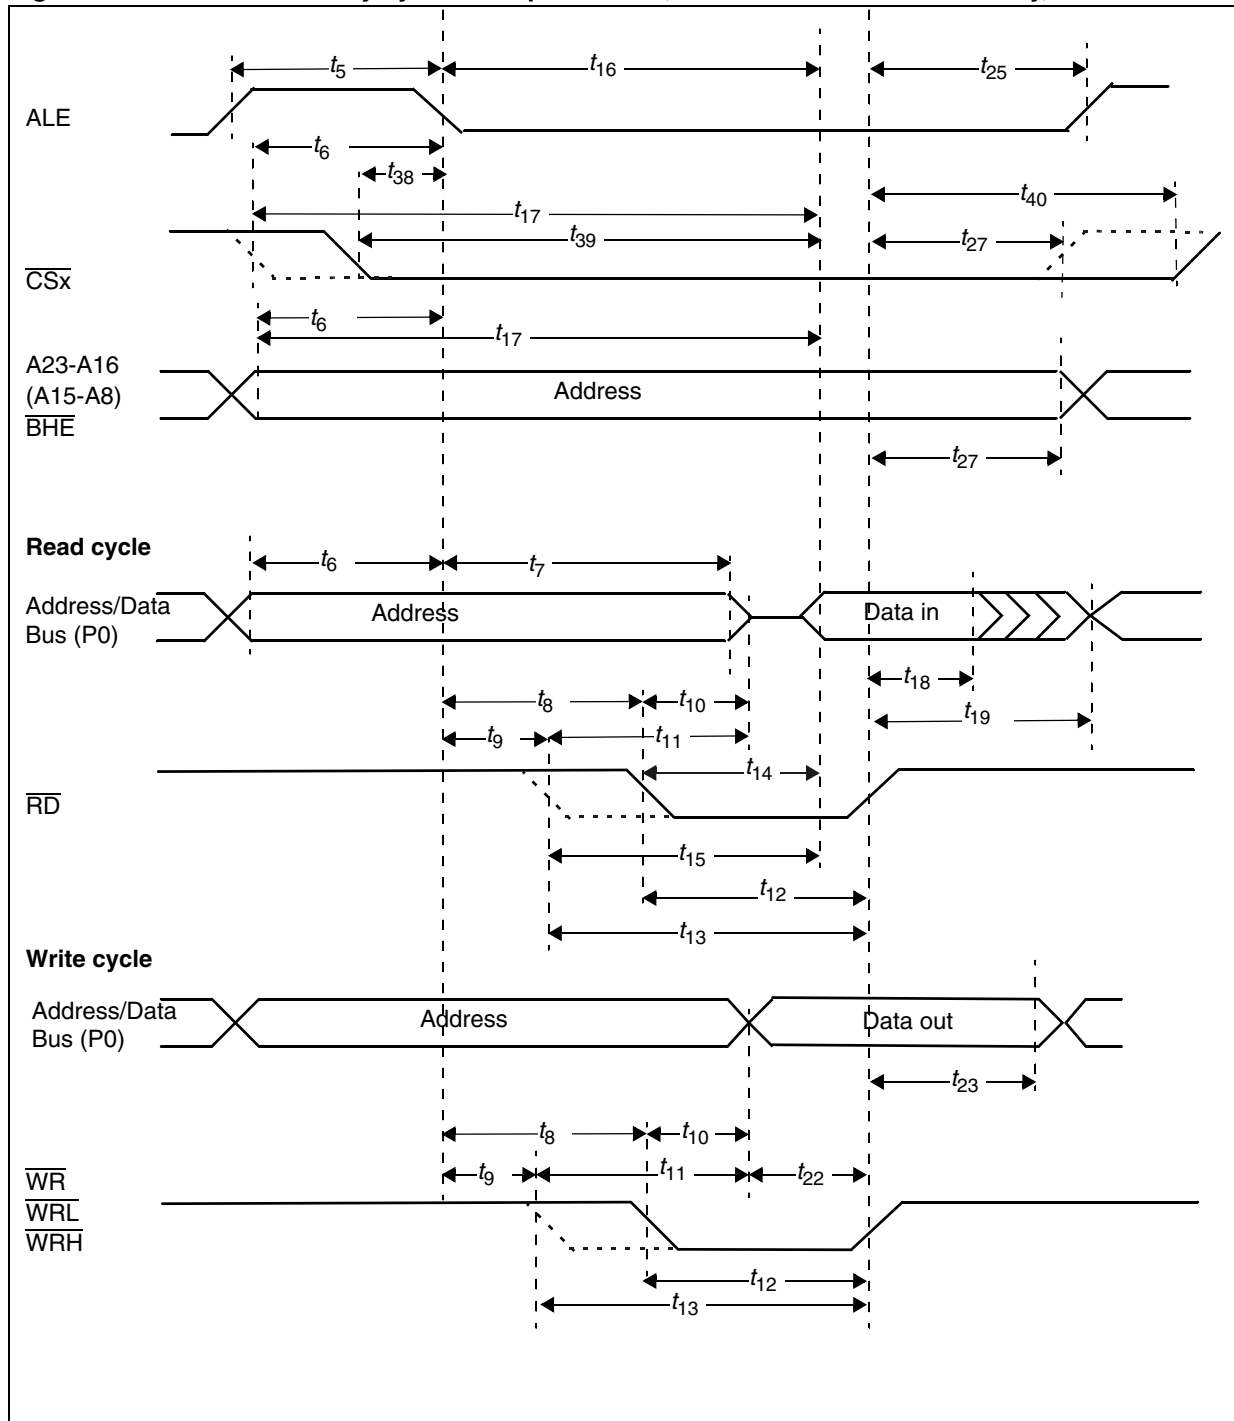 t5
t16
t25
ALE
t6
t38
t40
t17
t39
t27
CSx
t6
t17
A23-A16
(A15-A8)
BHE
Address
t27
Read cycle
t6
t7
Address/Data
Bus (P0)
Address
Data in
t18
t8
t10
t19
t9
t11
t14
RD
t15
t12
t13
Write cycle
Address/Data
Bus (P0)
Address
Data out
t23
t8
t10
t9
t11
t22
WR
WRL
WRH
t12
t13